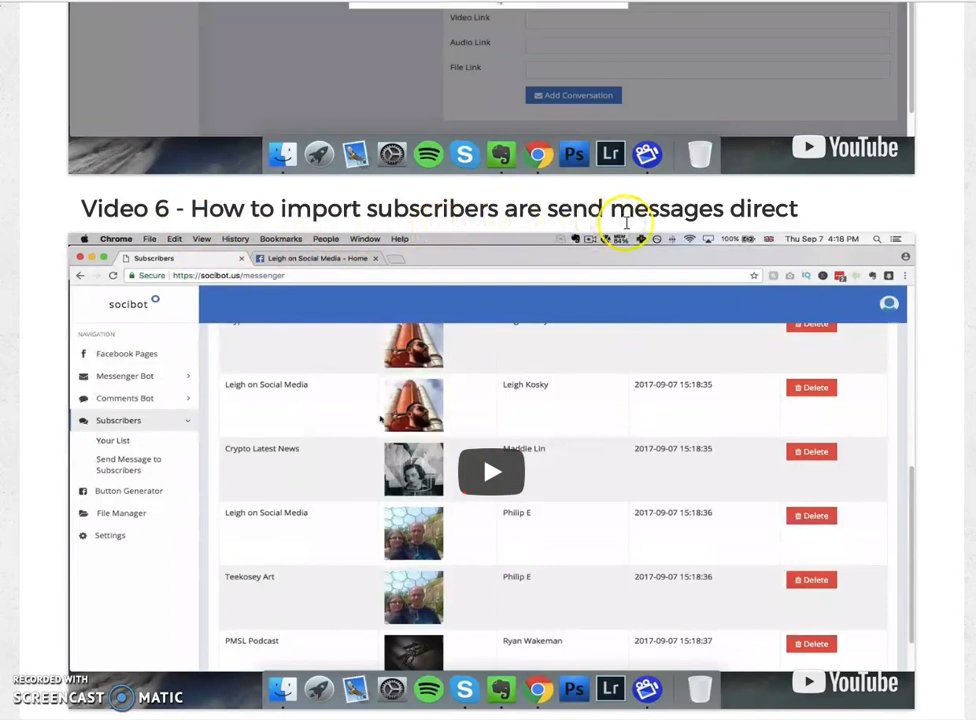 Video Link
Audio Link
File Link
Add Conversation
Lr
YouTube
Video 6 - How to import subscribers are send messages direct
Chrome File Edit View History Bookmarks People Window Help
MEM
84%
100%
Thu Sep 7 4:18 PM
Subscribers
Leigh on Social Media - Home
Secure https://socibot.us/messenger
socibot
NAVIGATION
Facebook Pages
Messenger Bot
Comments Bot
Subscribers
Your List
Send Message to
Subscribers
Button Generator
File Manager
Settings
Delete
Leigh on Social Media Leigh Kosky 2017-09-07 15:18:35 Delete
Crypto Latest News Maddie Lin 2017-09-07 15:18:35 Delete
Leigh on Social Media Philip E 2017-09-07 15:18:36 Delete
Teekosey Art Philip E 2017-09-07 15:18:36 Delete
PMSL Podcast Ryan Wakeman 2017-09-07 15:18:37 Delete
Ps Lr
YouTube
RECORDED WITH
SCREENCAST MATIC